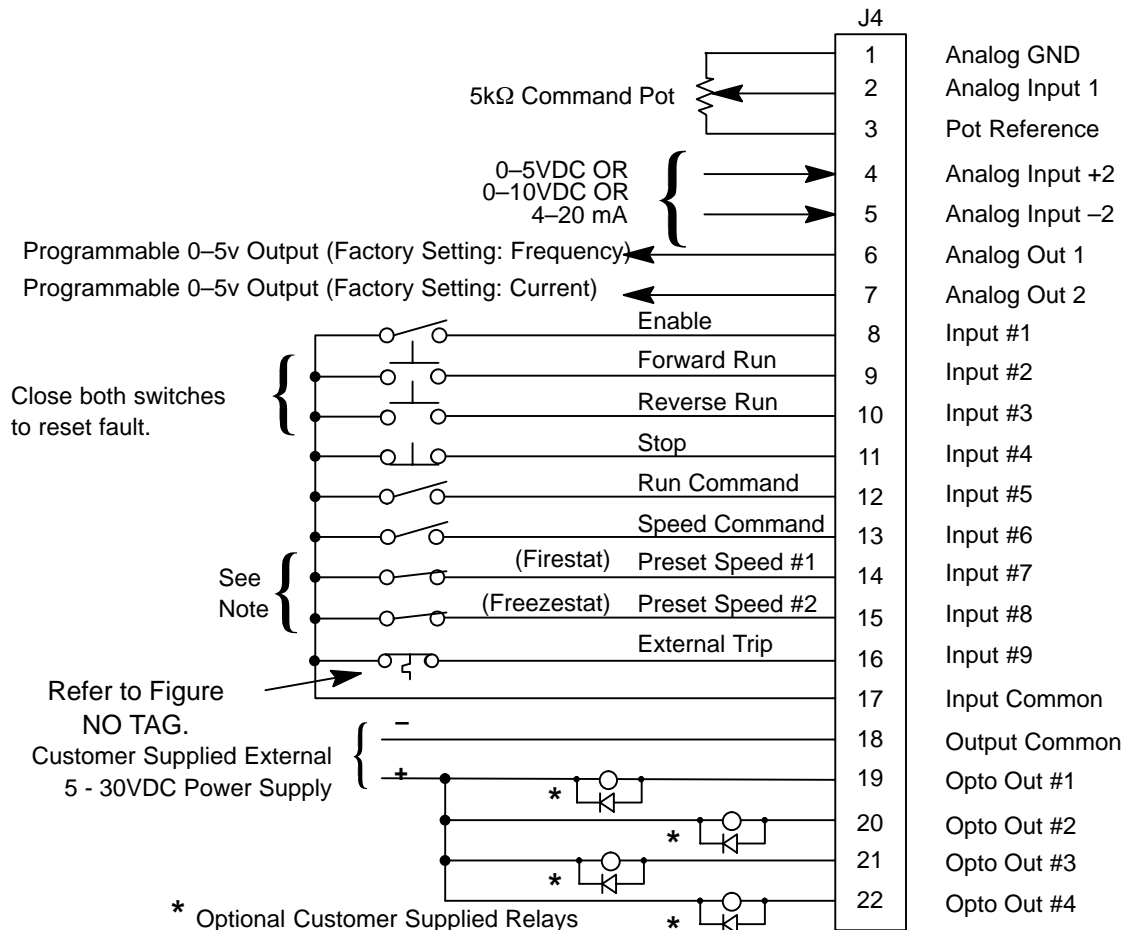 J4
1 Analog GND
5kΩ Command Pot 2 Analog Input 1
3 Pot Reference
0–5VDC OR
0–10VDC OR
4–20 mA
4 Analog Input +2
5 Analog Input –2
Programmable 0–5v Output (Factory Setting: Frequency) 6 Analog Out 1
Programmable 0–5v Output (Factory Setting: Current) 7 Analog Out 2
Enable 8 Input #1
Close both switches
to reset fault.
Forward Run 9 Input #2
Reverse Run 10 Input #3
Stop 11 Input #4
Run Command 12 Input #5
Speed Command 13 Input #6
See
Note
(Firestat) Preset Speed #1 14 Input #7
(Freezestat) Preset Speed #2 15 Input #8
External Trip 16 Input #9
Refer to Figure
NO TAG.
17 Input Common
Customer Supplied External
5 - 30VDC Power Supply
– 18 Output Common
+ * 19 Opto Out #1
* 20 Opto Out #2
* 21 Opto Out #3
* 22 Opto Out #4
* Optional Customer Supplied Relays